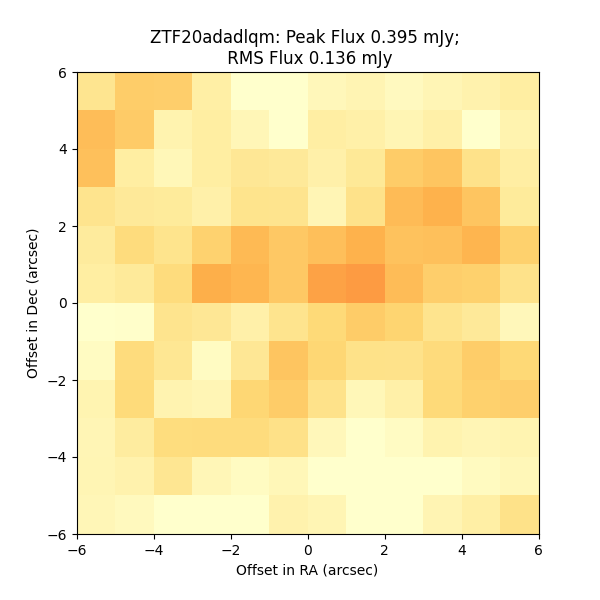 ZTF20adadlqm: Peak Flux 0.395 mJy;
RMS Flux 0.136 mJy
6
4
2
0
−2
−4
−6
Offset in Dec (arcsec)
−6 −4 −2 0 2 4 6
Offset in RA (arcsec)